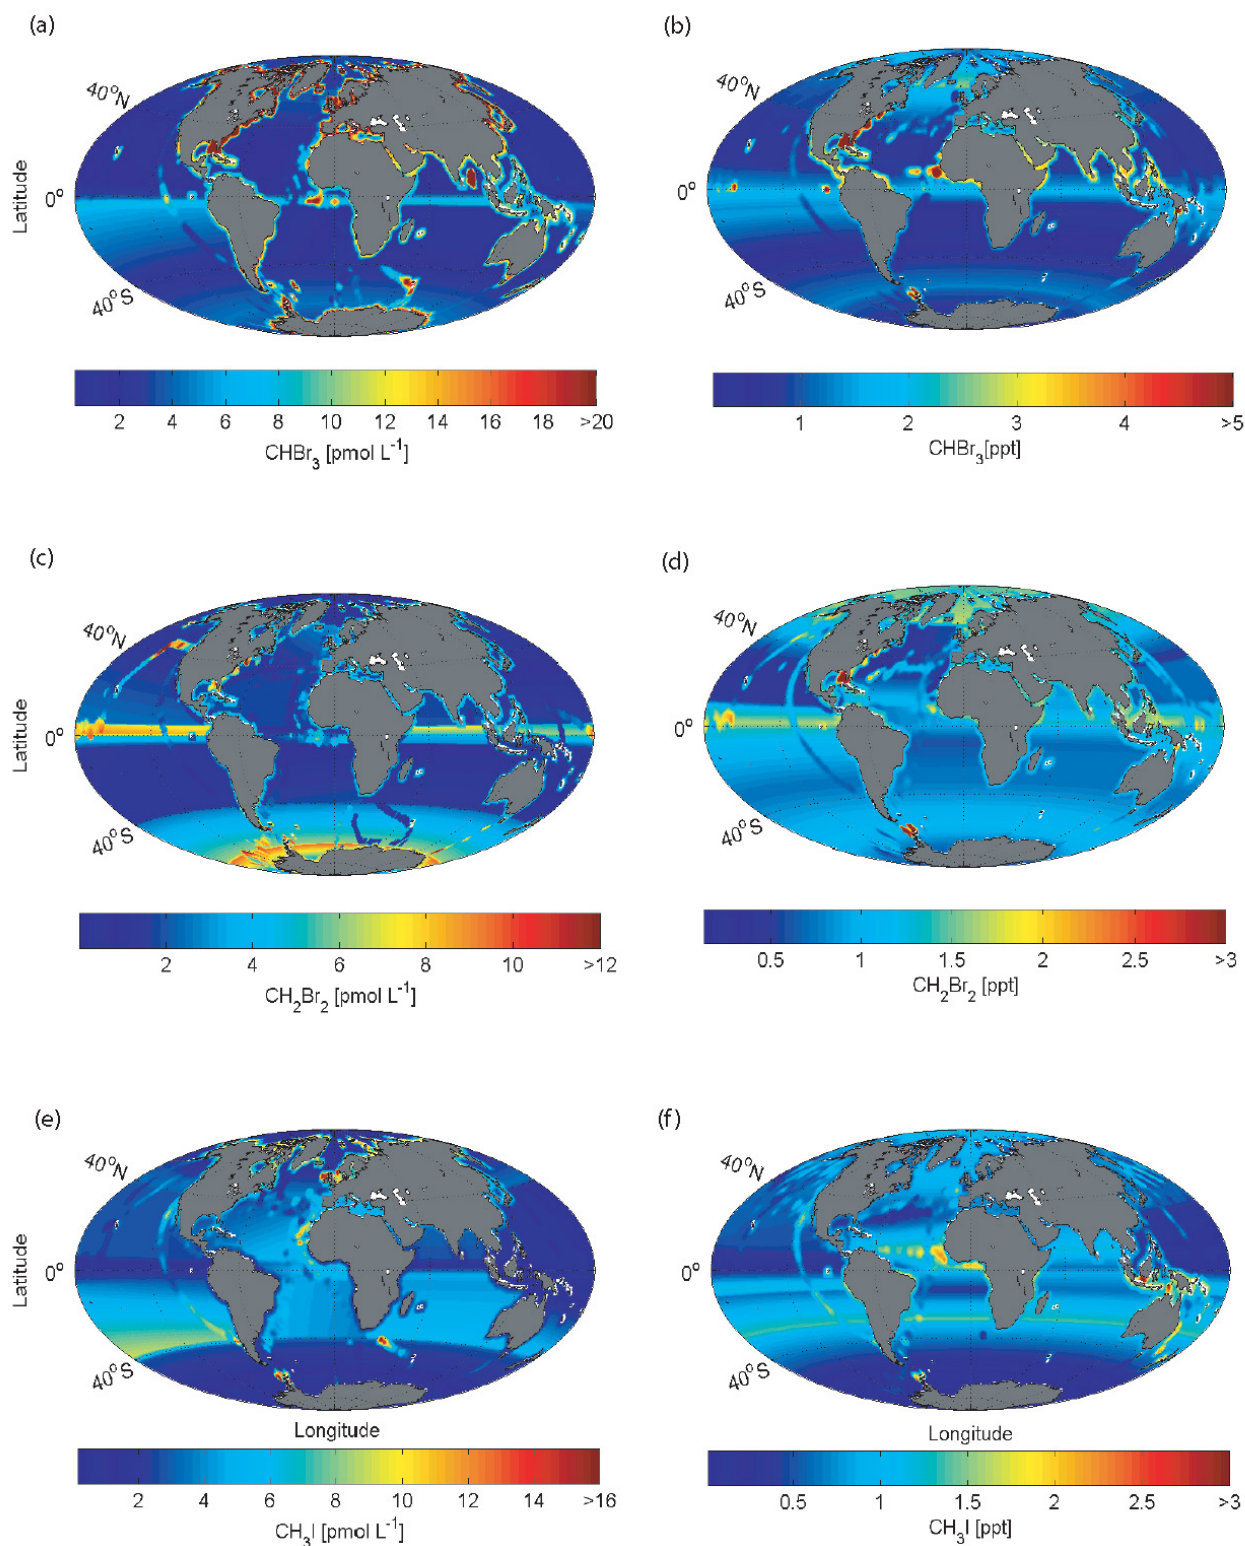 (a) (b)
40°N 40°N
Latitude
0° 0°
40°S 40°S
2 4 6 8 10 12 14 16 18 >20
CHBr3 [pmol L-1]
1 2 3 4 >5
CHBr3[ppt]
(c) (d)
40°N 40°N
Latitude
0° 0°
40°S 40°S
2 4 6 8 10 >12
CH2Br2 [pmol L-1]
0.5 1 1.5 2 2.5 >3
CH2Br2 [ppt]
(e) (f)
40°N 40°N
Latitude
0° 0°
40°S 40°S
Longitude Longitude
2 4 6 8 10 12 14 >16
CH3I [pmol L-1]
0.5 1 1.5 2 2.5 >3
CH3I [ppt]